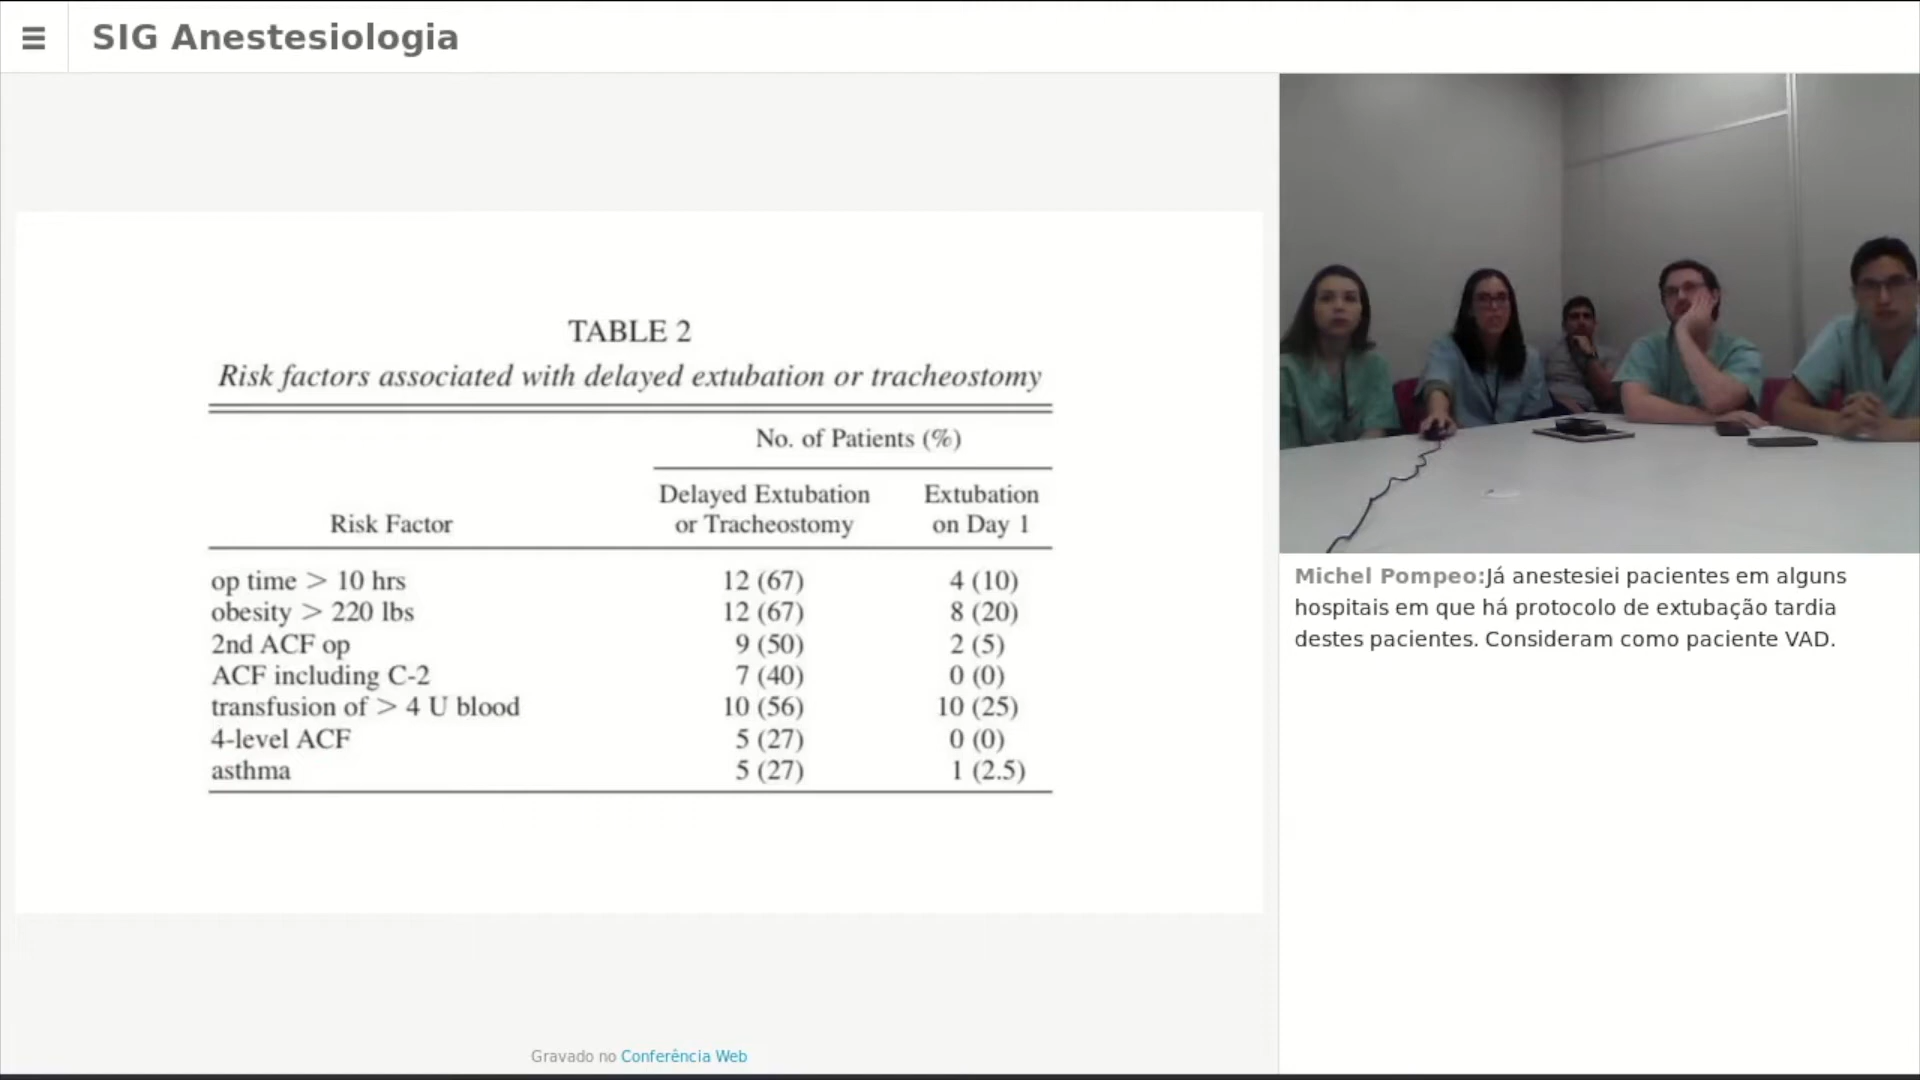 SIG Anestesiologia
TABLE 2
Risk factors associated with delayed extubation or tracheostomy
No. of Patients (%)
Risk Factor
Delayed Extubation
or Tracheostomy
Extubation
on Day 1
op time > 10 hrs 12 (67) 4 (10)
obesity > 220 lbs 12 (67) 8 (20)
2nd ACF op 9 (50) 2 (5)
ACF including C-2 7 (40) 0 (0)
transfusion of > 4 U blood 10 (56) 10 (25)
4-level ACF 5 (27) 0 (0)
asthma 5 (27) 1 (2.5)
Michel Pompeo:Já anestesiei pacientes em alguns
hospitais em que há protocolo de extubação tardia
destes pacientes. Consideram como paciente VAD.
Gravado no Conferência Web